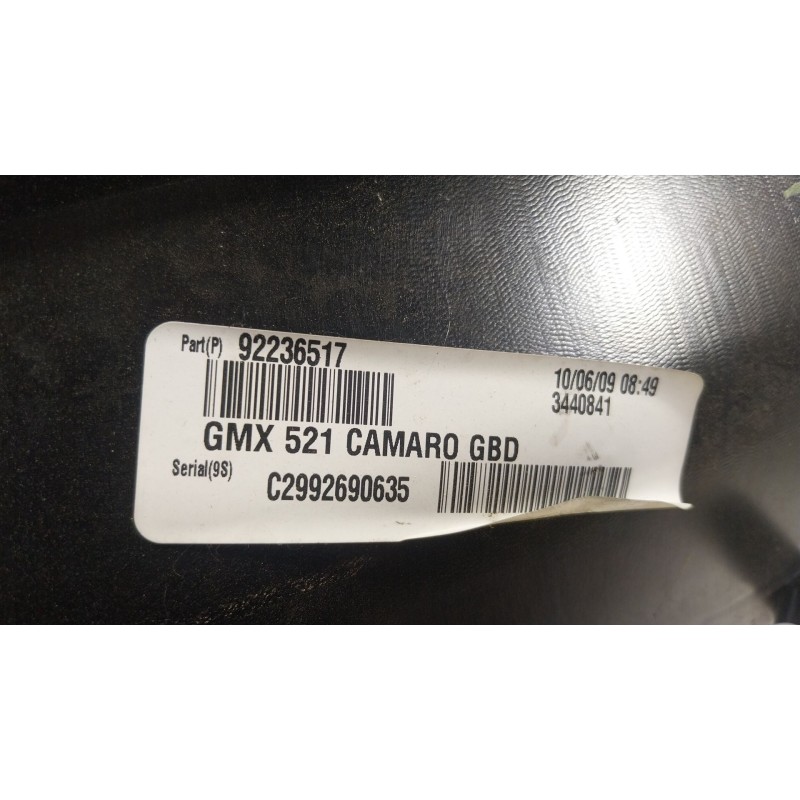 Part(P) 92236517
10/06/09 08:49
3440841
GMX 521 CAMARO GBD
Serial(9S) C2992690635